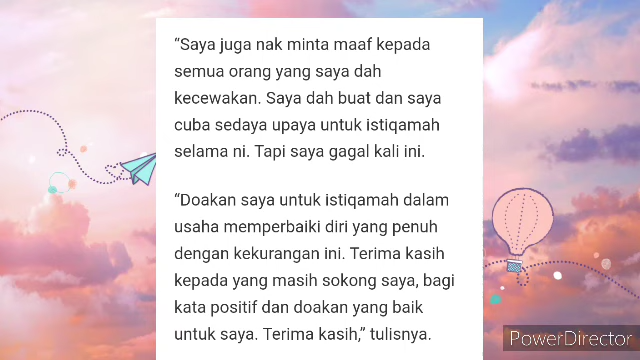 “Saya juga nak minta maaf kepada
semua orang yang saya dah
kecewakan. Saya dah buat dan saya
cuba sedaya upaya untuk istiqamah
selama ni. Tapi saya gagal kali ini.
“Doakan saya untuk istiqamah dalam
usaha memperbaiki diri yang penuh
dengan kekurangan ini. Terima kasih
kepada yang masih sokong saya, bagi
kata positif dan doakan yang baik
untuk saya. Terima kasih,” tulisnya.
PowerDirector